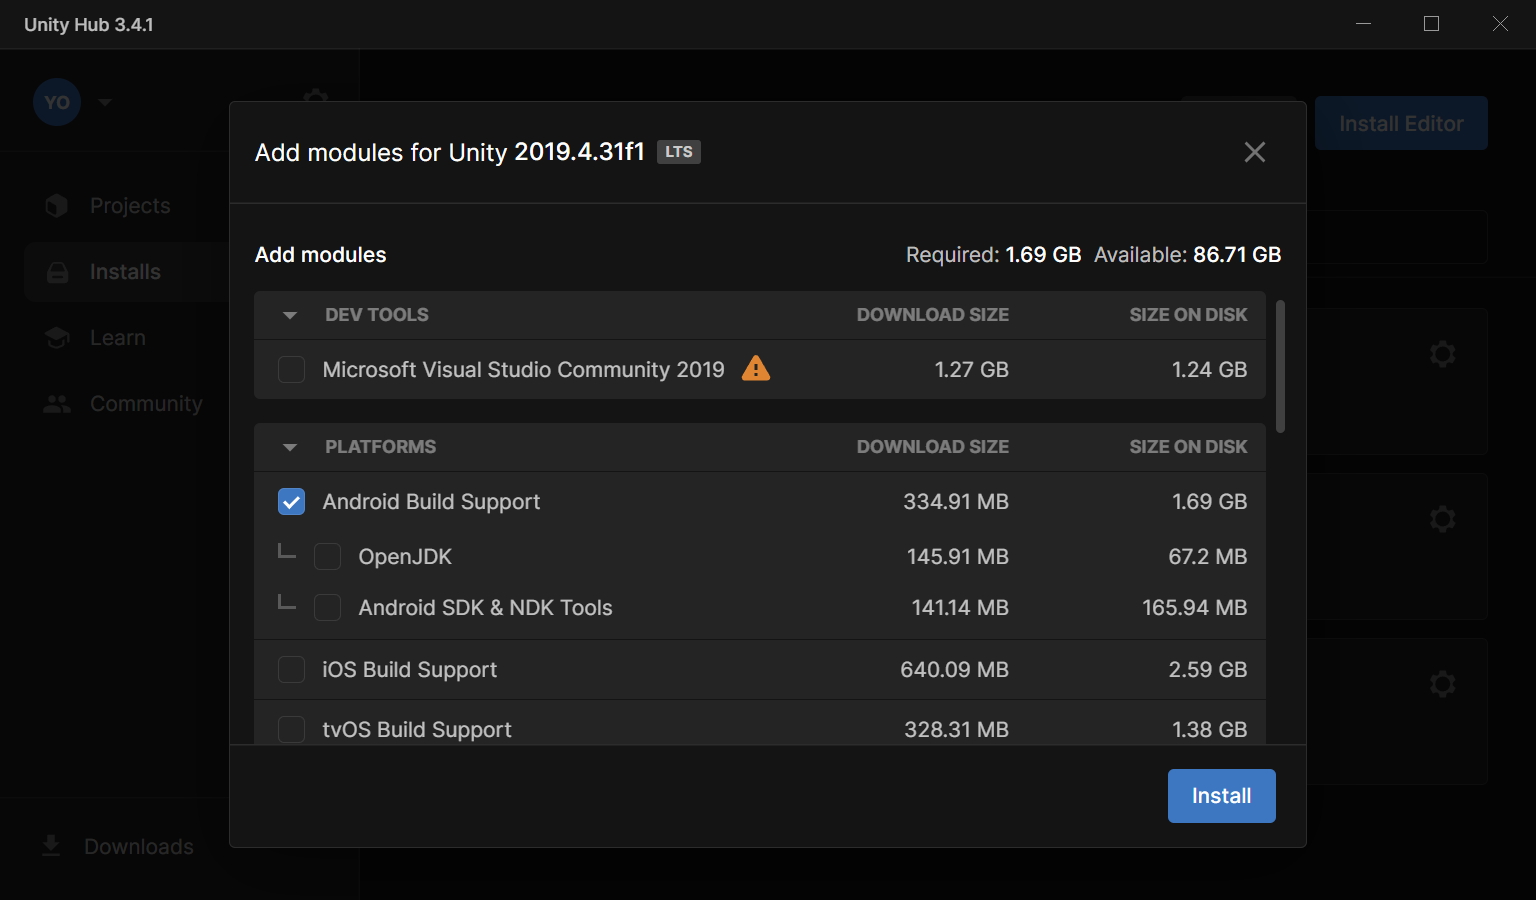 Unity Hub 3.4.1
YO
Install Editor
Projects
Installs
Learn
Community
Downloads
Add modules for Unity 2019.4.31f1 LTS
Add modules Required: 1.69 GB Available: 86.71 GB
DEV TOOLS DOWNLOAD SIZE SIZE ON DISK
Microsoft Visual Studio Community 2019 1.27 GB 1.24 GB
PLATFORMS DOWNLOAD SIZE SIZE ON DISK
Android Build Support 334.91 MB 1.69 GB
OpenJDK 145.91 MB 67.2 MB
Android SDK & NDK Tools 141.14 MB 165.94 MB
iOS Build Support 640.09 MB 2.59 GB
tvOS Build Support 328.31 MB 1.38 GB
Install